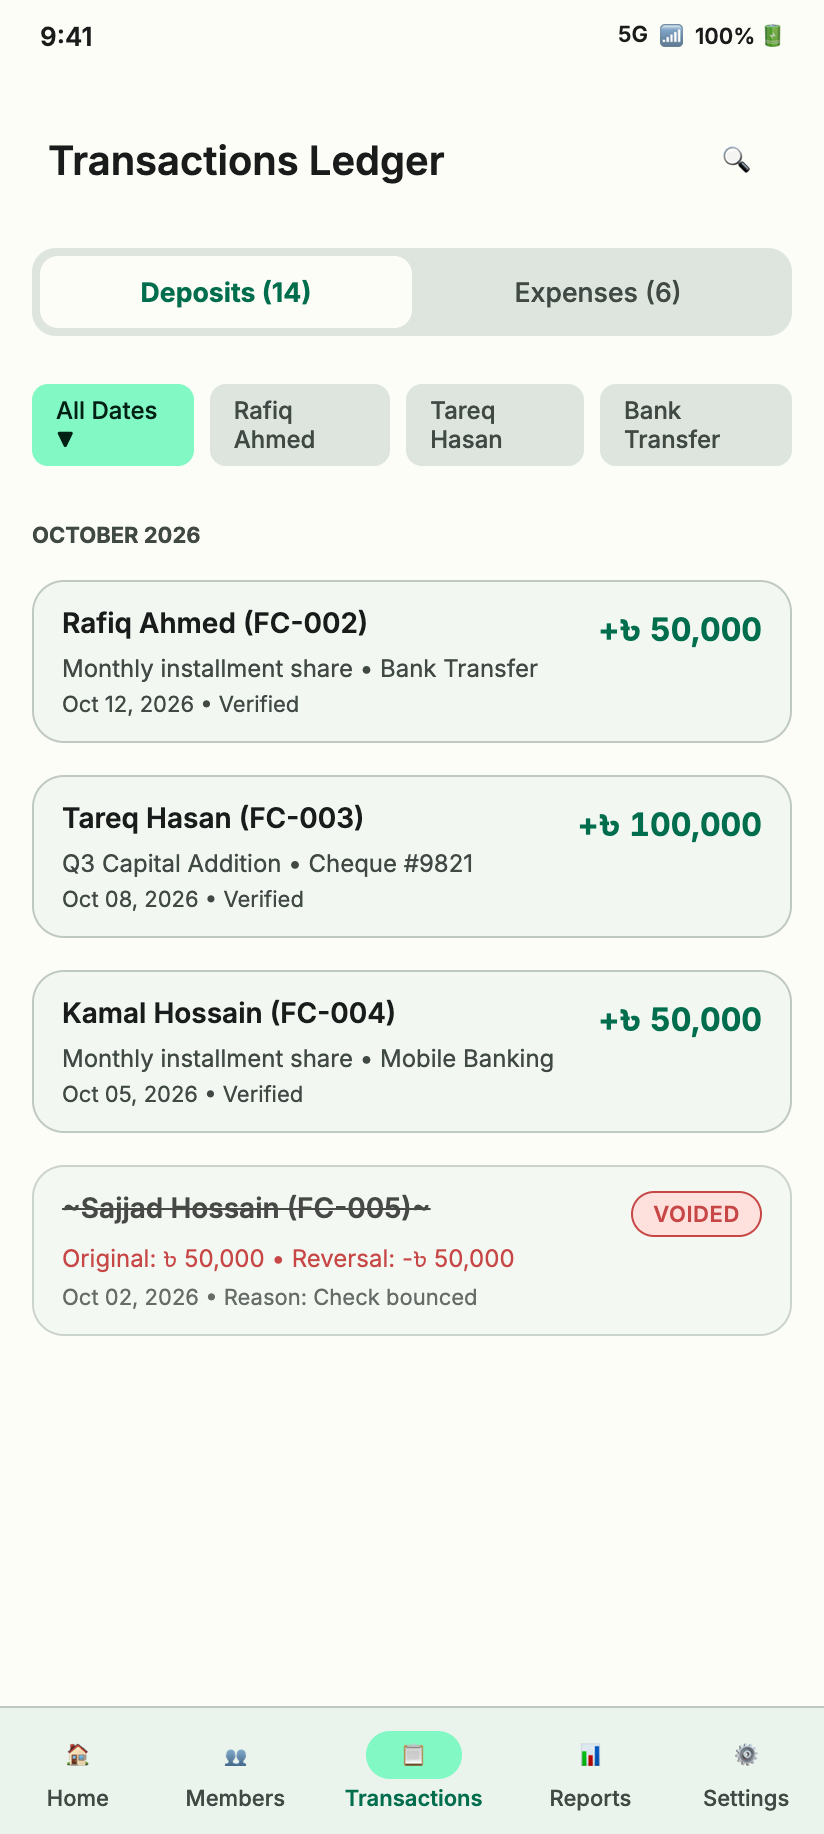 9:41
5G 100%
Transactions Ledger
Deposits (14)
Expenses (6)
All Dates
▼
Rafiq
Ahmed
Tareq
Hasan
Bank
Transfer
OCTOBER 2026
Rafiq Ahmed (FC-002)
+৳ 50,000
Monthly installment share • Bank Transfer
Oct 12, 2026 • Verified
Tareq Hasan (FC-003)
+৳ 100,000
Q3 Capital Addition • Cheque #9821
Oct 08, 2026 • Verified
Kamal Hossain (FC-004)
+৳ 50,000
Monthly installment share • Mobile Banking
Oct 05, 2026 • Verified
~Sajjad Hossain (FC-005)~
VOIDED
Original: ৳ 50,000 • Reversal: -৳ 50,000
Oct 02, 2026 • Reason: Check bounced
Home
Members
Transactions
Reports
Settings